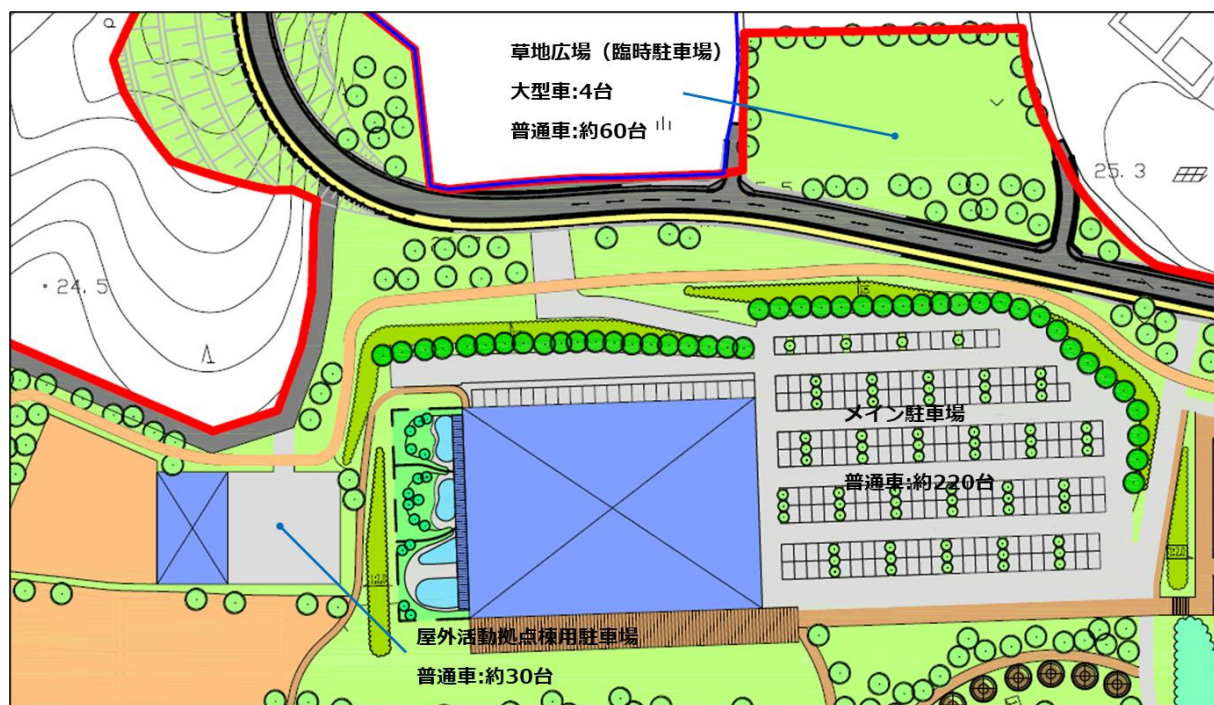 草地広場（臨時駐車場）
大型車:4台
普通車:約60台
25.3
24.5
メイン駐車場
普通車:約220台
屋外活動拠点棟用駐車場
普通車:約30台